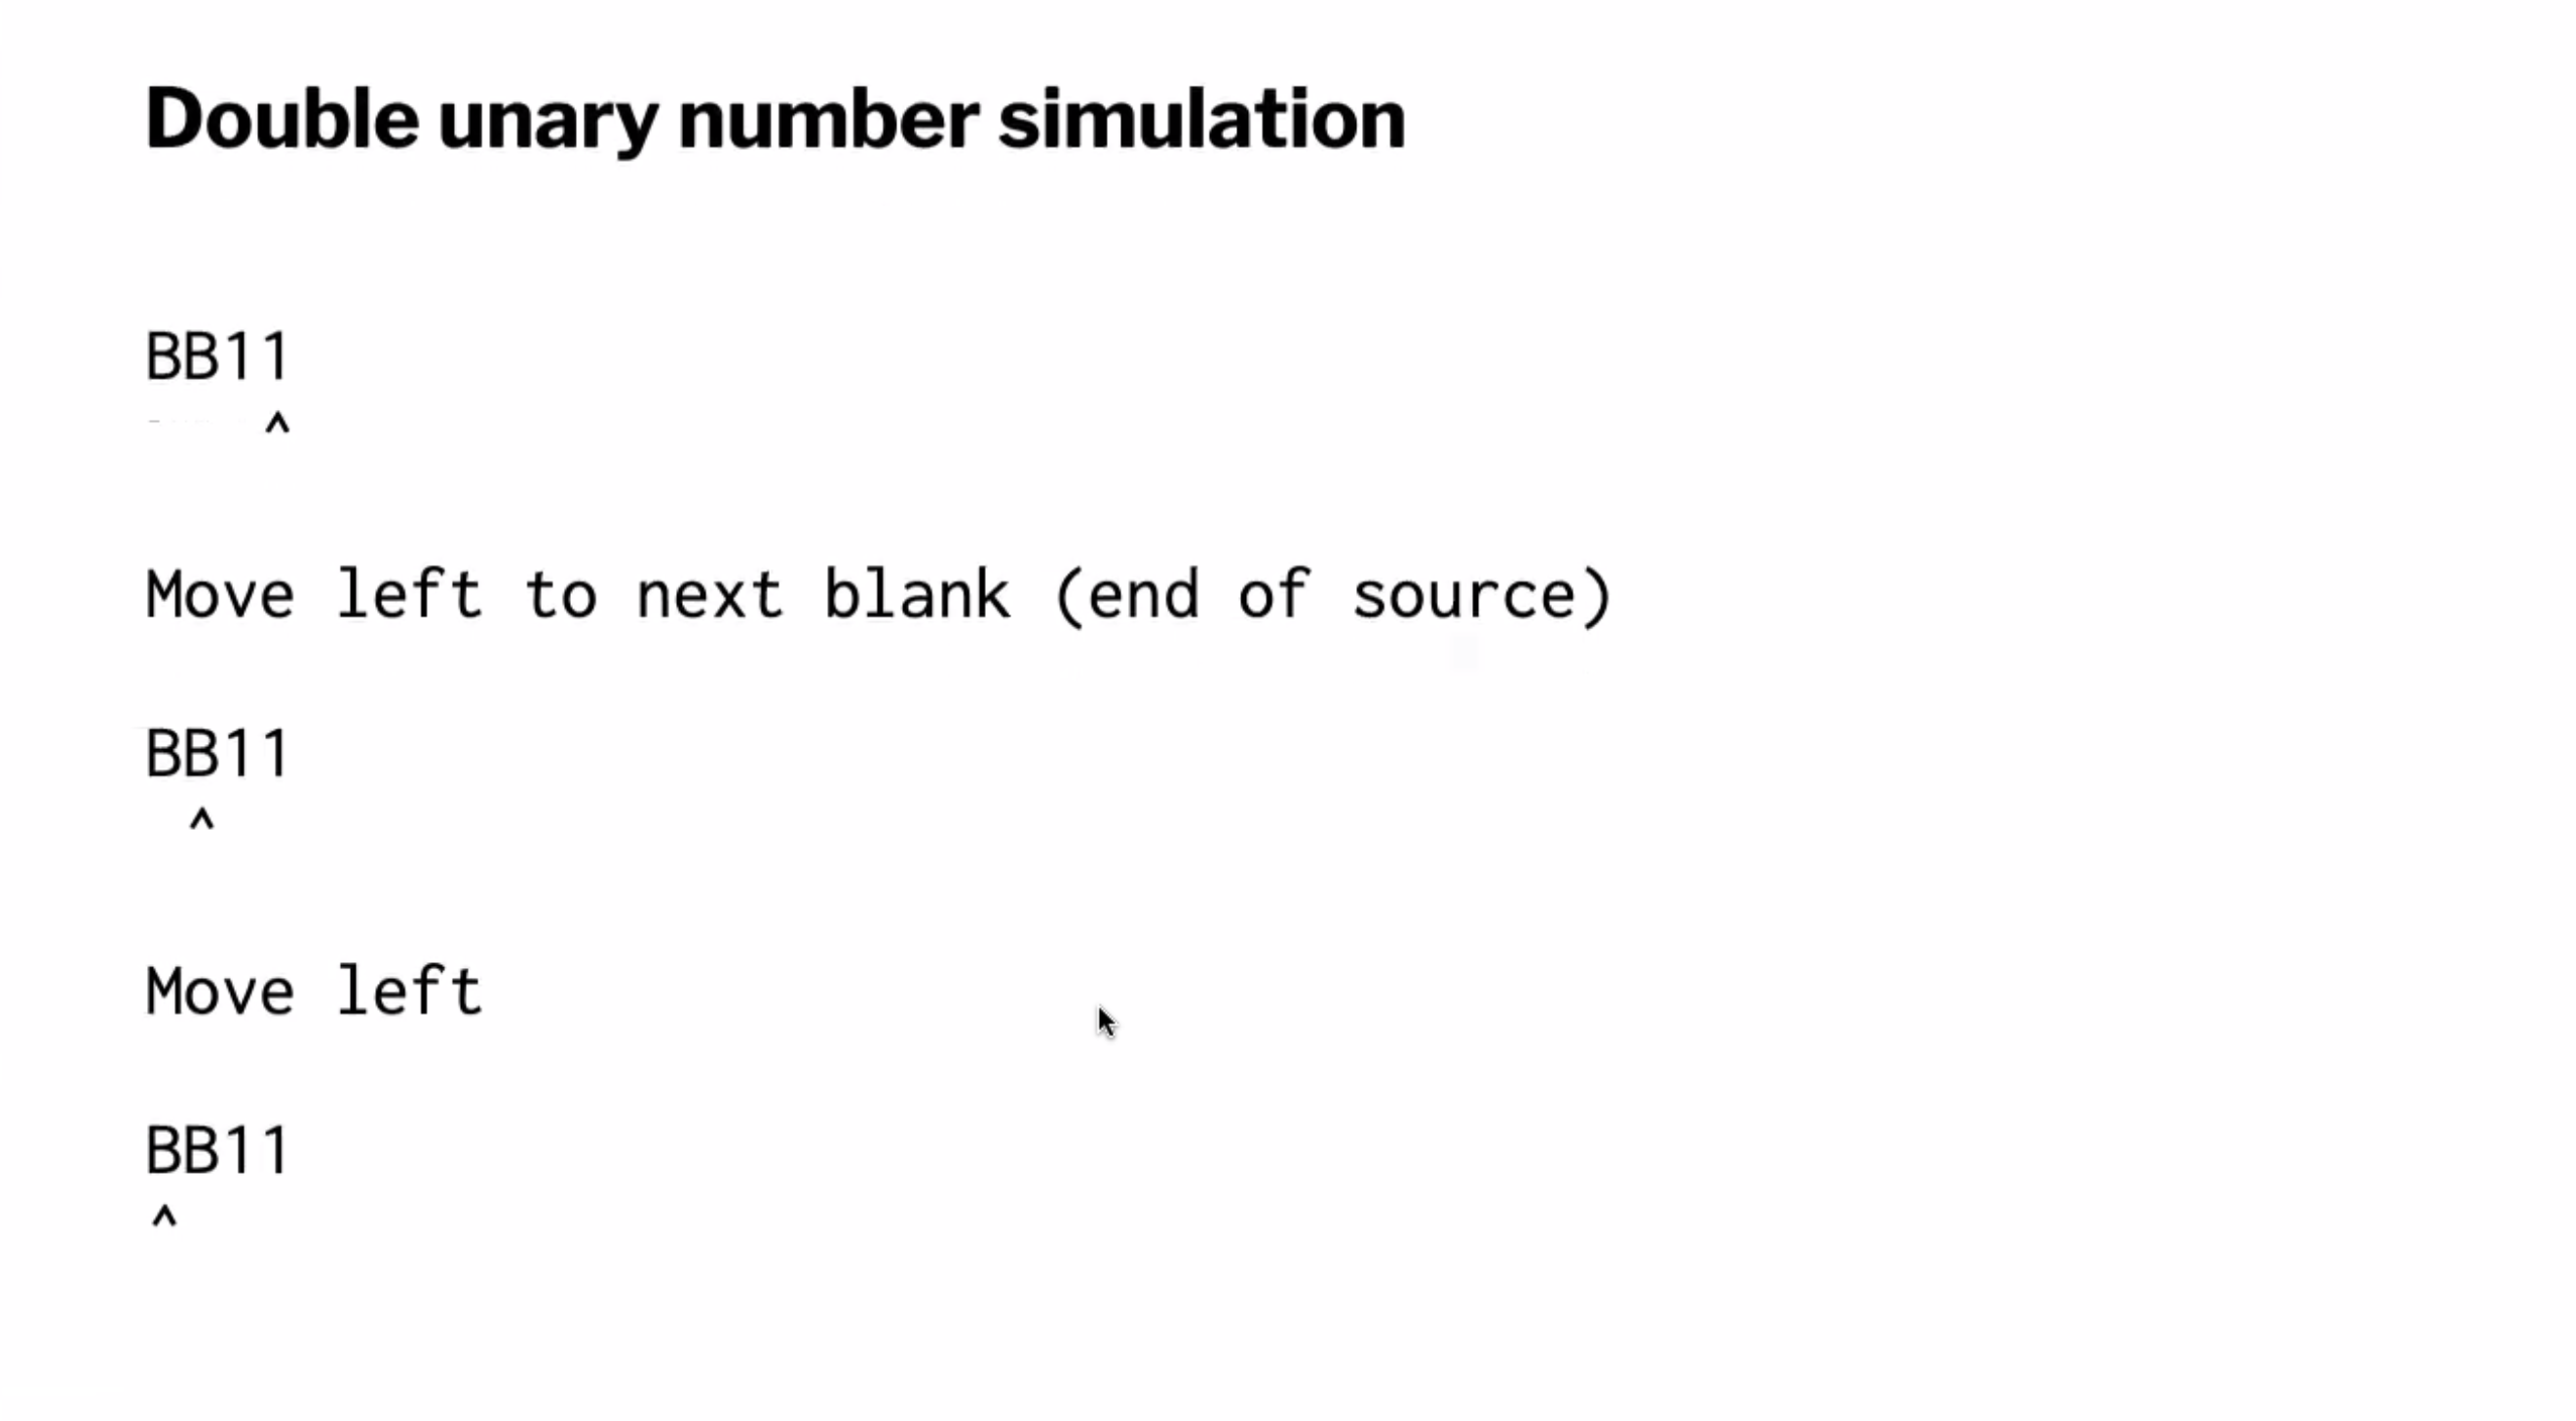 Double unary number simulation
BB11
^
Move left to next blank (end of source)
BB11
^
Move left
BB11
^